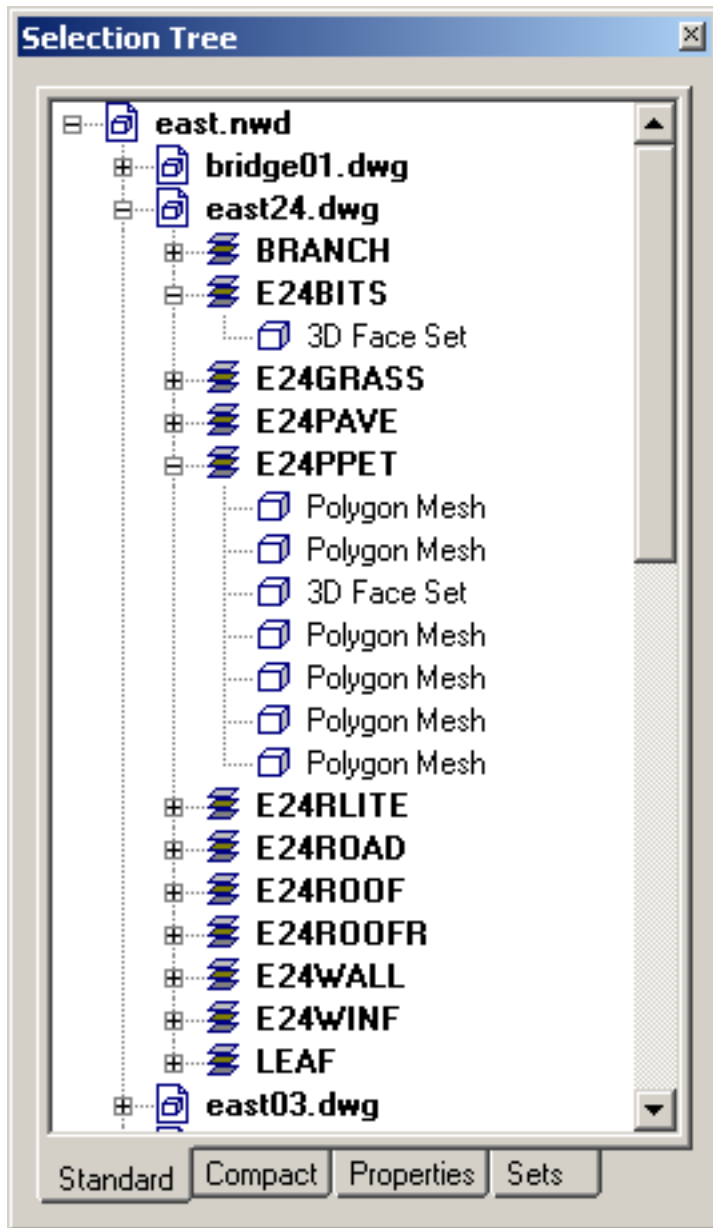 Selection Tree
east.nwd
bridge01.dwg
east24.dwg
BRANCH
E24BITS
3D Face Set
E24GRASS
E24PAVE
E24PPET
Polygon Mesh
Polygon Mesh
3D Face Set
Polygon Mesh
Polygon Mesh
Polygon Mesh
Polygon Mesh
E24RLITE
E24ROAD
E24ROOF
E24ROOFR
E24WALL
E24WINF
LEAF
east03.dwg
Standard Compact Properties Sets